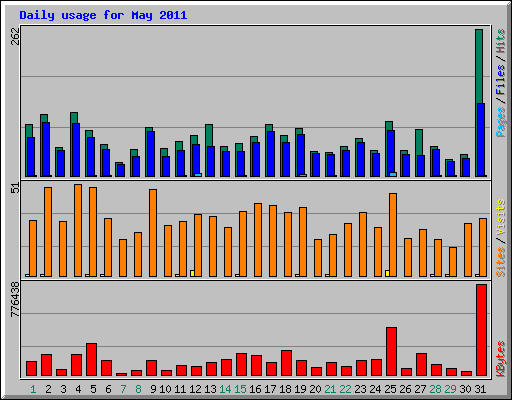 Daily usage for May 2011
262
Pages / Files / Hits
51
Sites / Visits
776438
KBytes
1 2 3 4 5 6 7 8 9 10 11 12 13 14 15 16 17 18 19 20 21 22 23 24 25 26 27 28 29 30 31